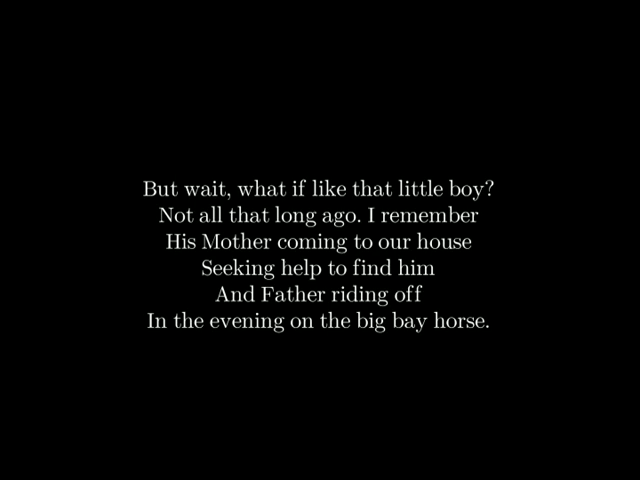 But wait, what if like that little boy?
Not all that long ago. I remember
His Mother coming to our house
Seeking help to find him
And Father riding off
In the evening on the big bay horse.